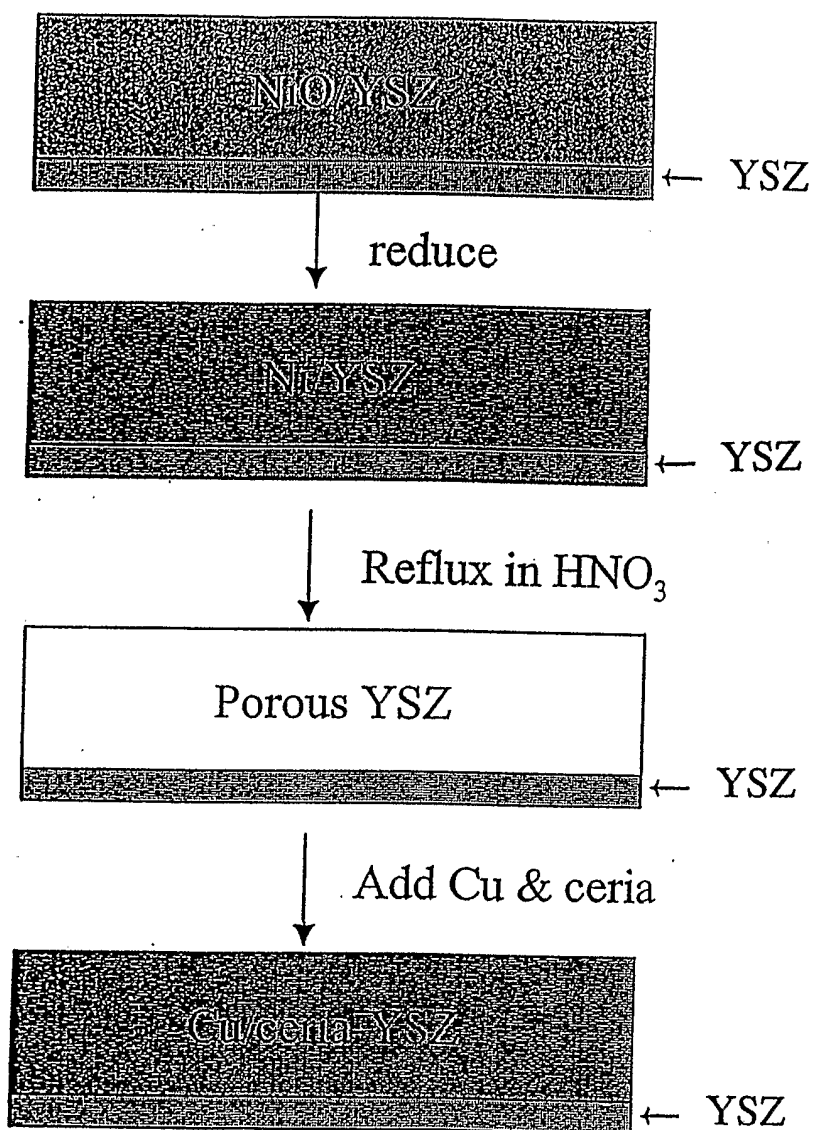 NiO/YSZ
← YSZ
reduce
Ni/YSZ
← YSZ
Reflux in HNO₃
Porous YSZ
← YSZ
Add Cu & ceria
Cu/ceria-YSZ
← YSZ